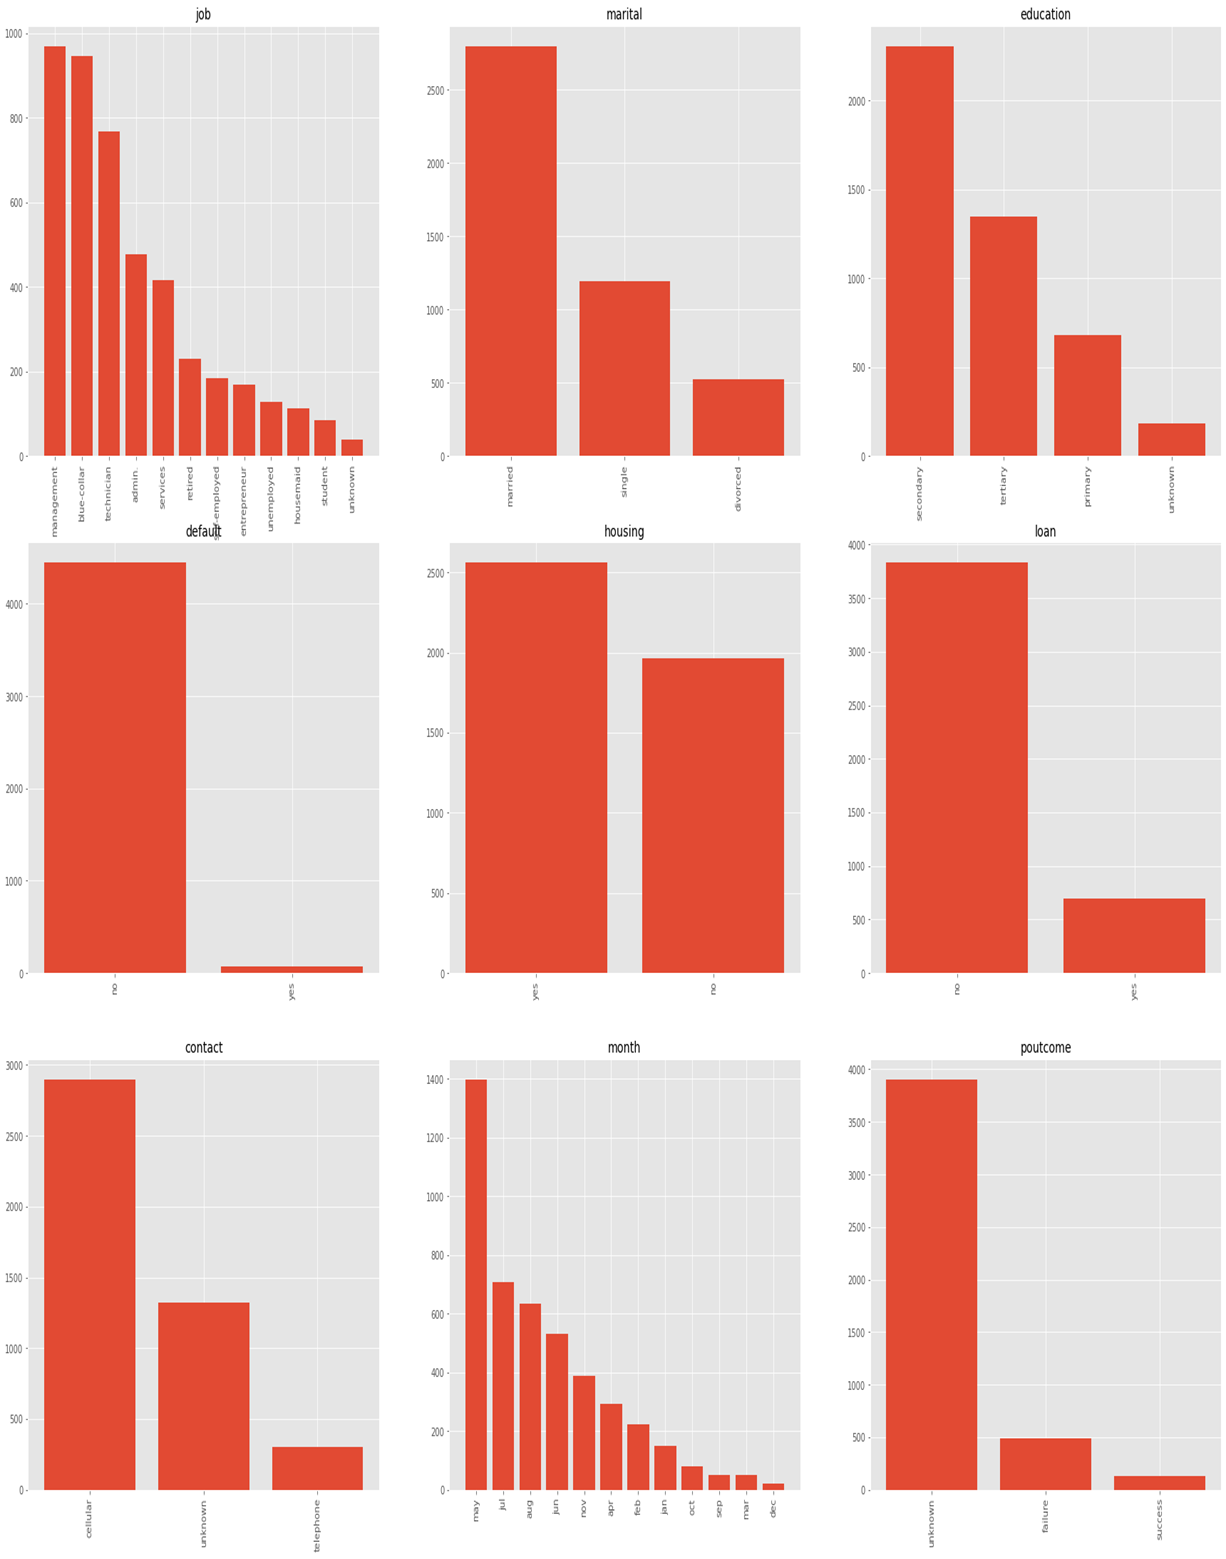 job
1000
800
600
400
200
0
management
blue-collar
technician
admin.
services
retired
self-employed
entrepreneur
unemployed
housemaid
student
unknown
marital
2500
2000
1500
1000
500
0
married
single
divorced
education
2000
1500
1000
500
0
secondary
tertiary
primary
unknown
default
4000
3000
2000
1000
0
no
yes
housing
2500
2000
1500
1000
500
0
yes
no
loan
4000
3500
3000
2500
2000
1500
1000
500
0
no
yes
contact
3000
2500
2000
1500
1000
500
0
cellular
unknown
telephone
month
1400
1200
1000
800
600
400
200
0
may
jul
aug
jun
nov
apr
feb
jan
oct
sep
mar
dec
poutcome
4000
3500
3000
2500
2000
1500
1000
500
0
unknown
failure
success